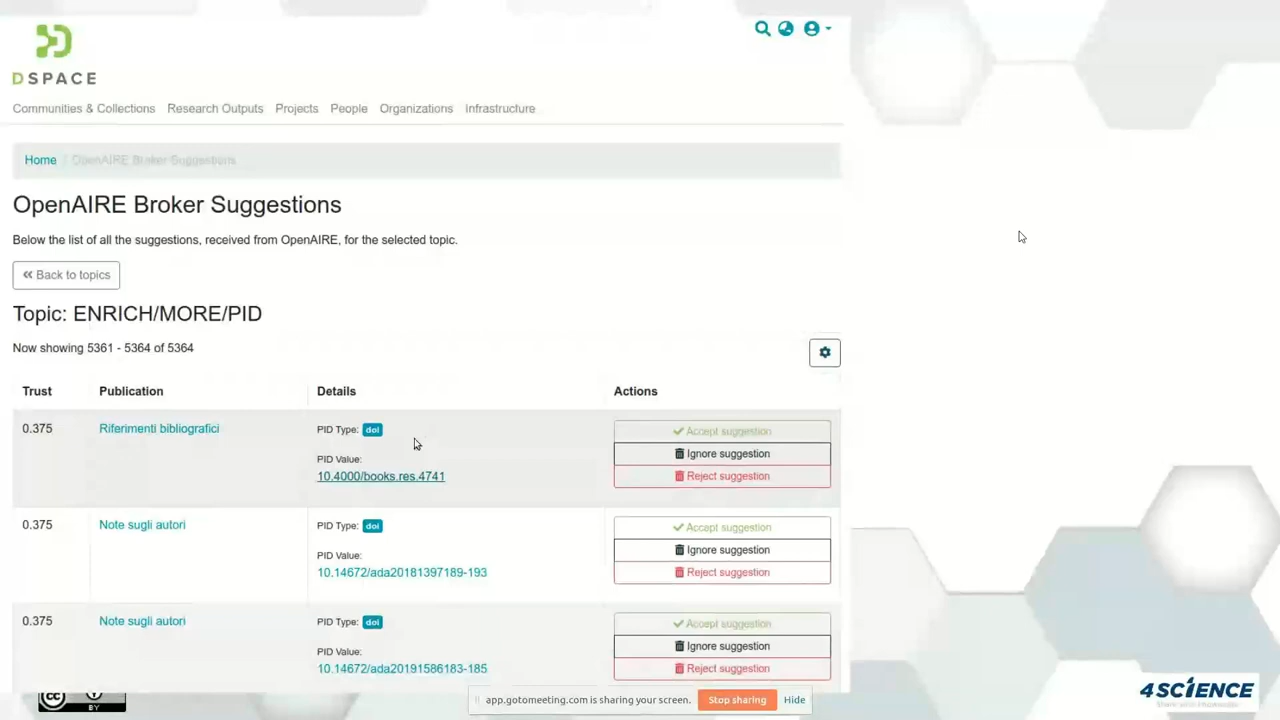 DSPACE
Communities & Collections Research Outputs Projects People Organizations Infrastructure
Home / OpenAIRE Broker Suggestions
OpenAIRE Broker Suggestions
Below the list of all the suggestions, received from OpenAIRE, for the selected topic.
« Back to topics
Topic: ENRICH/MORE/PID
Now showing 5361 - 5364 of 5364
Trust Publication Details Actions
0.375 Riferimenti bibliografici PID Type: doi Accept suggestion
PID Value: Ignore suggestion
10.4000/books.res.4741 Reject suggestion
0.375 Note sugli autori PID Type: doi Accept suggestion
PID Value: Ignore suggestion
10.14672/ada20181397189-193 Reject suggestion
0.375 Note sugli autori PID Type: doi Accept suggestion
PID Value: Ignore suggestion
10.14672/ada20191586183-185 Reject suggestion
cc BY
app.gotomeeting.com is sharing your screen. Stop sharing Hide
4SCIENCE